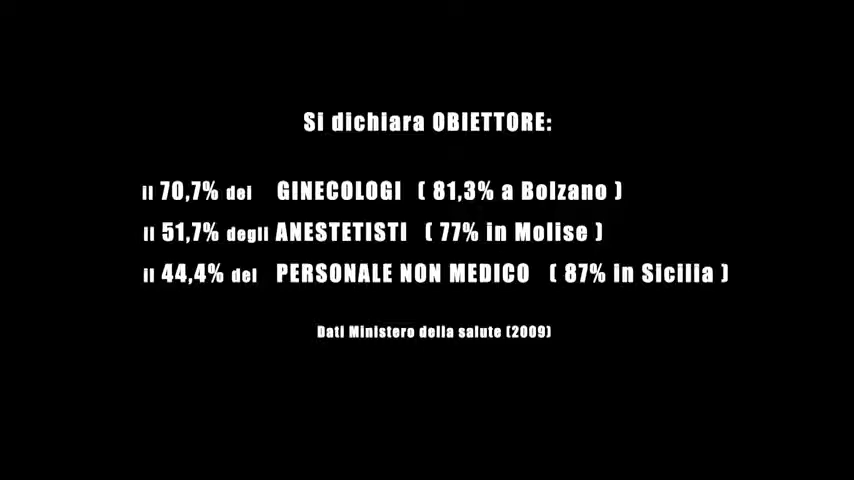 Si dichiara OBIETTORE:
il 70,7% dei GINECOLOGI ( 81,3% a Bolzano )
il 51,7% degli ANESTETISTI ( 77% in Molise )
il 44,4% del PERSONALE NON MEDICO ( 87% in Sicilia )
Dati Ministero della salute (2009)